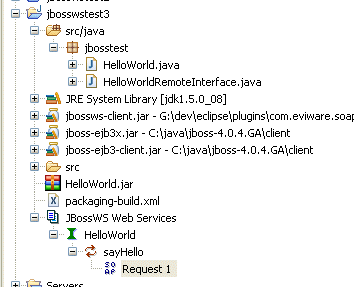 jbosswstest3
src/java
jbosstest
HelloWorld.java
HelloWorldRemoteInterface.java
JRE System Library [jdk1.5.0_08]
jbossws-client.jar - G:\dev\eclipse\plugins\com.eviware.soap
jboss-ejb3x.jar - C:\java\jboss-4.0.4.GA\client
jboss-ejb3-client.jar - C:\java\jboss-4.0.4.GA\client
src
HelloWorld.jar
packaging-build.xml
JBossWS Web Services
HelloWorld
sayHello
SO
AP Request 1
Servers